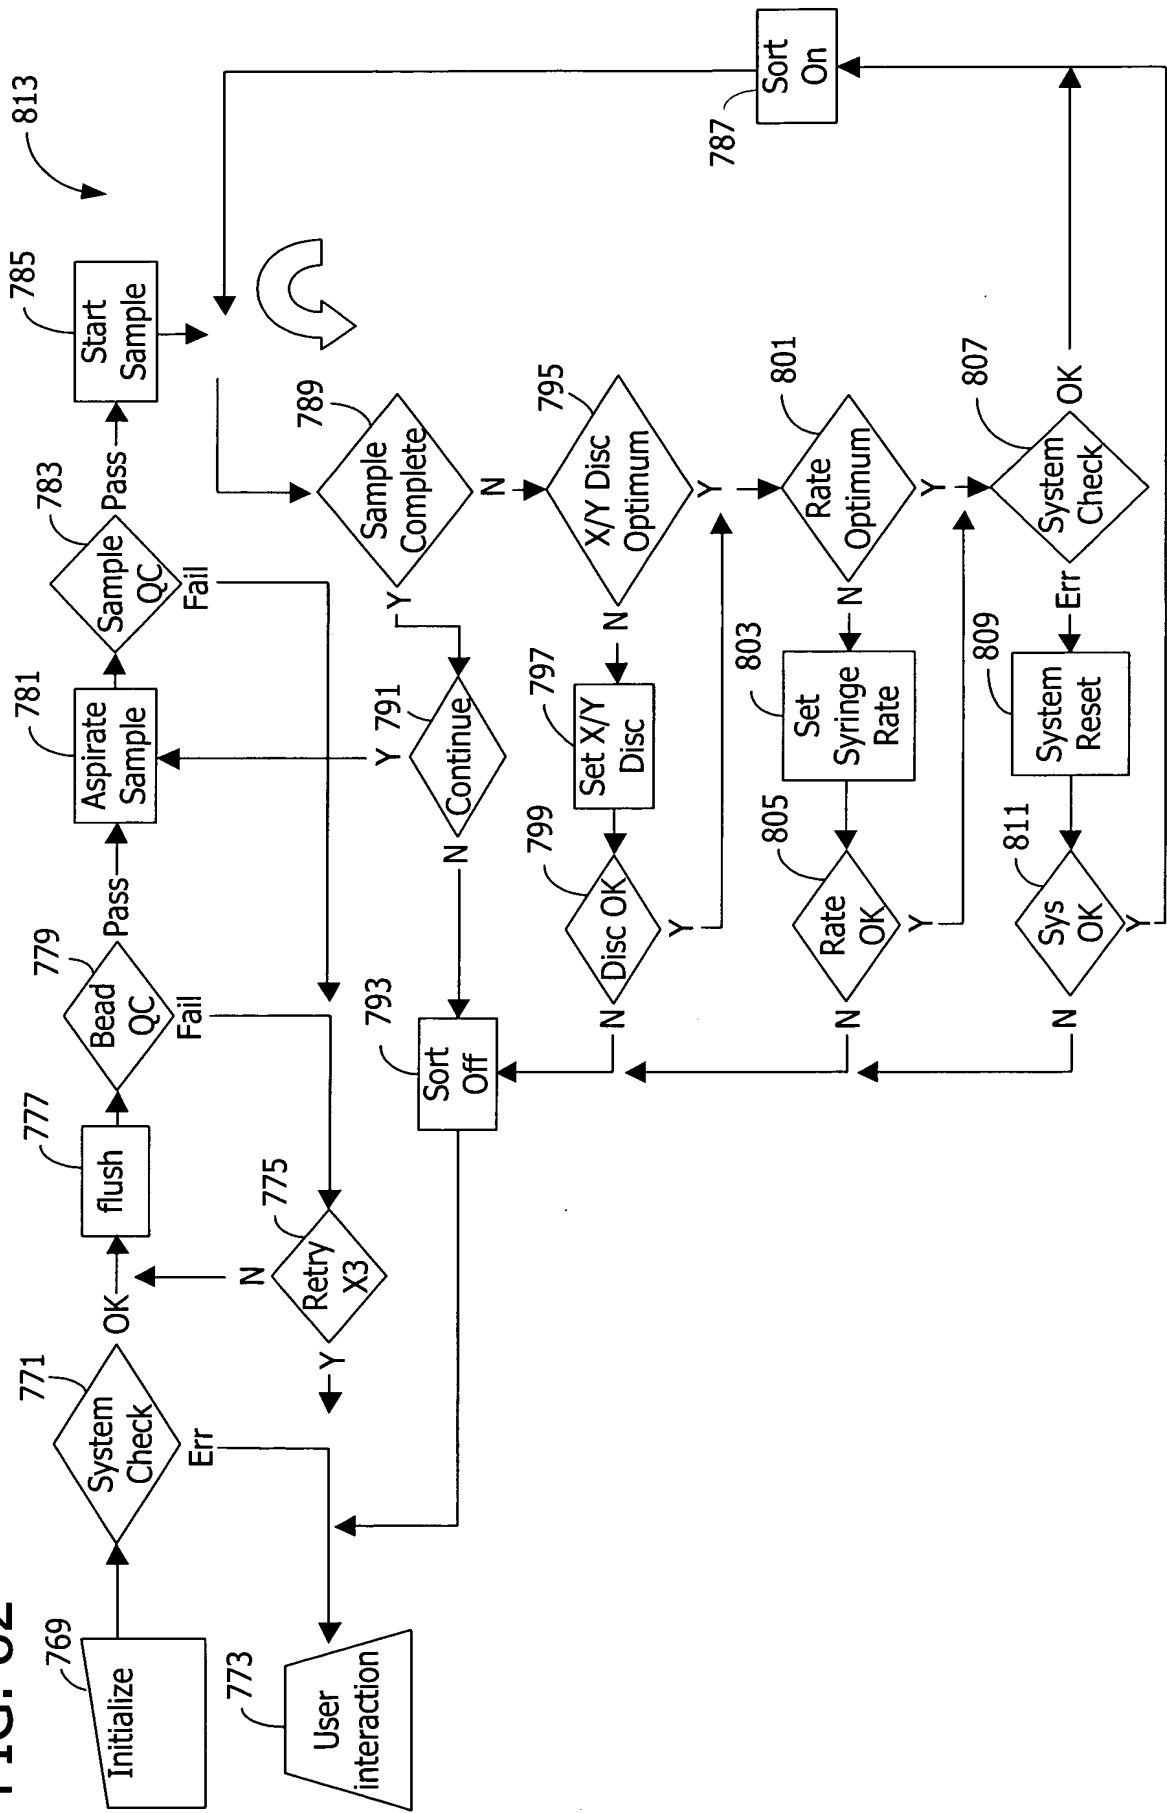 FIG.
769
Initialize
771
System
Check
OK
Err
777
flush
779
Bead
QC
Pass
Fail
781
Aspirate
Sample
783
Sample
QC
Pass
Fail
785
Start
Sample
813
773
User
interaction
775
Retry
X3
N
Y
789
Sample
Complete
Y
N
791
Continue
Y
N
793
Sort
Off
795
X/Y Disc
Optimum
N
Y
797
Set X/Y
Disc
799
Disc OK
N
Y
787
Sort
On
801
Rate
Optimum
N
Y
803
Set
Syringe
Rate
805
Rate
OK
N
Y
807
System
Check
OK
Err
809
System
Reset
811
Sys
OK
N
Y